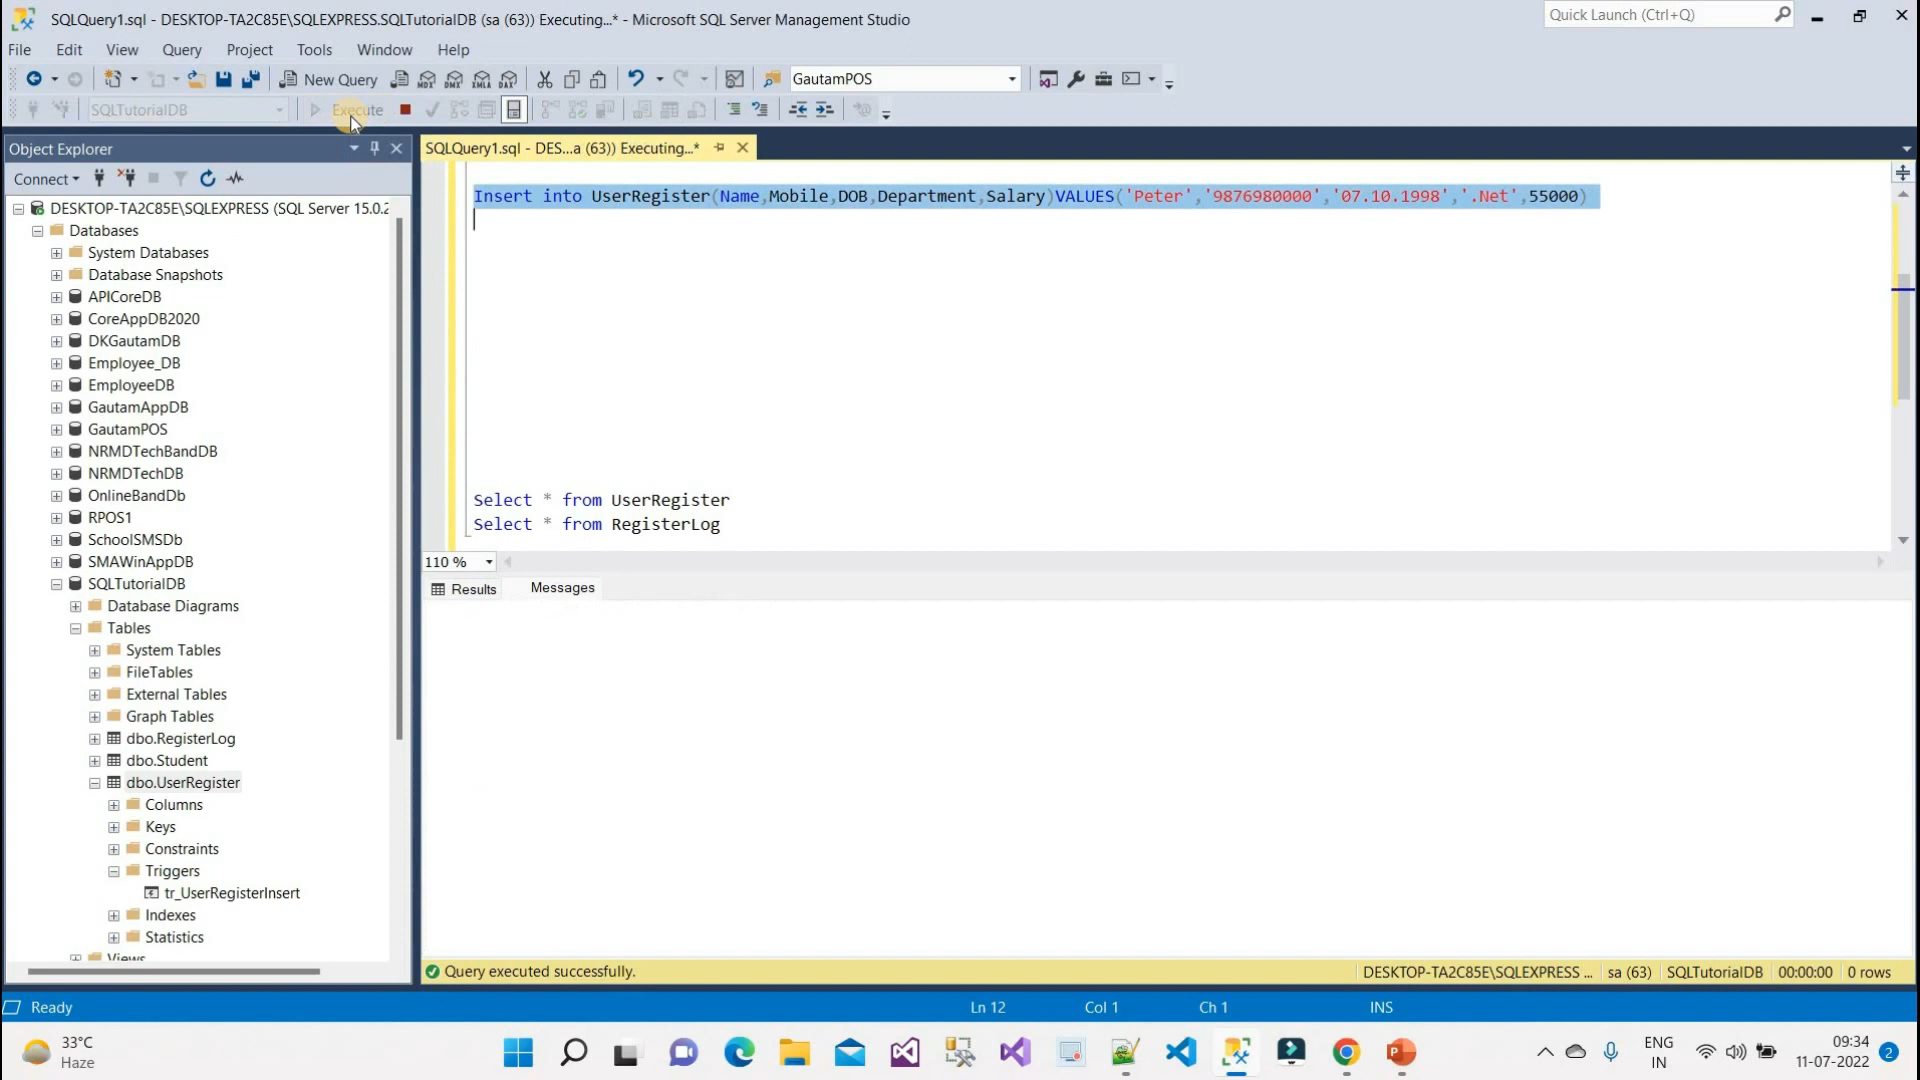 SQLQuery1.sql - DESKTOP-TA2C85E\SQLEXPRESS.SQLTutorialDB (sa (63)) Executing...* - Microsoft SQL Server Management Studio
Quick Launch (Ctrl+Q)
File Edit View Query Project Tools Window Help
New Query
MDX DMX XMLA DAX
GautamPOS
SQLTutorialDB
Execute
Object Explorer
SQLQuery1.sql - DES...a (63)) Executing...*
Connect
DESKTOP-TA2C85E\SQLEXPRESS (SQL Server 15.0.2
Databases
System Databases
Database Snapshots
APICoreDB
CoreAppDB2020
DKGautamDB
Employee_DB
EmployeeDB
GautamAppDB
GautamPOS
NRMDTechBandDB
NRMDTechDB
OnlineBandDb
RPOS1
SchoolSMSDb
SMAWinAppDB
SQLTutorialDB
Database Diagrams
Tables
System Tables
FileTables
External Tables
Graph Tables
dbo.RegisterLog
dbo.Student
dbo.UserRegister
Columns
Keys
Constraints
Triggers
tr_UserRegisterInsert
Indexes
Statistics
Views
Insert into UserRegister(Name,Mobile,DOB,Department,Salary)VALUES('Peter','9876980000','07.10.1998','.Net',55000)
Select * from UserRegister
Select * from RegisterLog
110 %
Results Messages
Query executed successfully.
DESKTOP-TA2C85E\SQLEXPRESS ... sa (63) SQLTutorialDB 00:00:00 0 rows
Ready
Ln 12 Col 1 Ch 1 INS
33°C
Haze
ENG
IN
09:34
11-07-2022
2